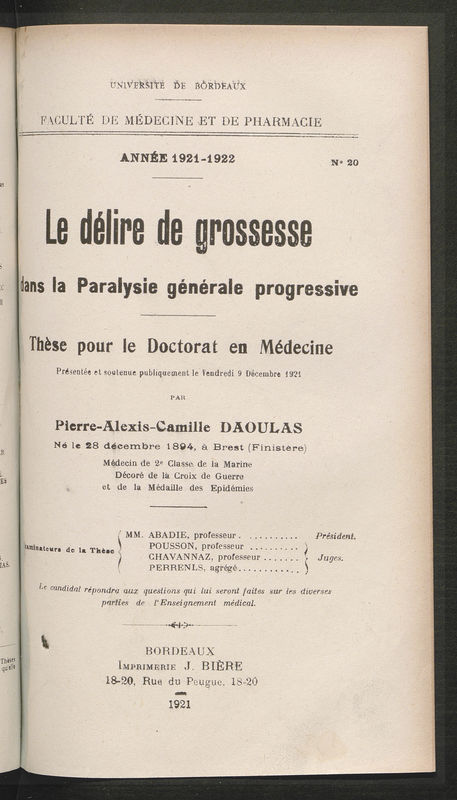 UNIVERSITÉ DE BORDEAUX
FACULTÉ DE MÉDECINE ET DE PHARMACIE
ANNÉE 1921-1922
N° 20
Le délire de grossesse
dans la Paralysie générale progressive
Thèse pour le Doctorat en Médecine
Présentée et soutenue publiquement le Vendredi 9 Décembre 1921
PAR
Pierre-Alexis-Camille DAOULAS
Né le 28 décembre 1894, à Brest (Finistère)
Médecin de 2e Classe de la Marine
Décoré de la Croix de Guerre
et de la Médaille des Epidémies
aminateurs de la Thèse
MM. ABADIE, professeur. .......... Président.
POUSSON, professeur ..........
CHAVANNAZ, professeur ....... Juges.
PERRENLS, agrégé............
Le candidat répondra aux questions qui lui seront faites sur les diverses
parties de l'Enseignement médical.
BORDEAUX
IMPRIMERIE J. BIÈRE
18-20, Rue du Peugue, 18-20
1921